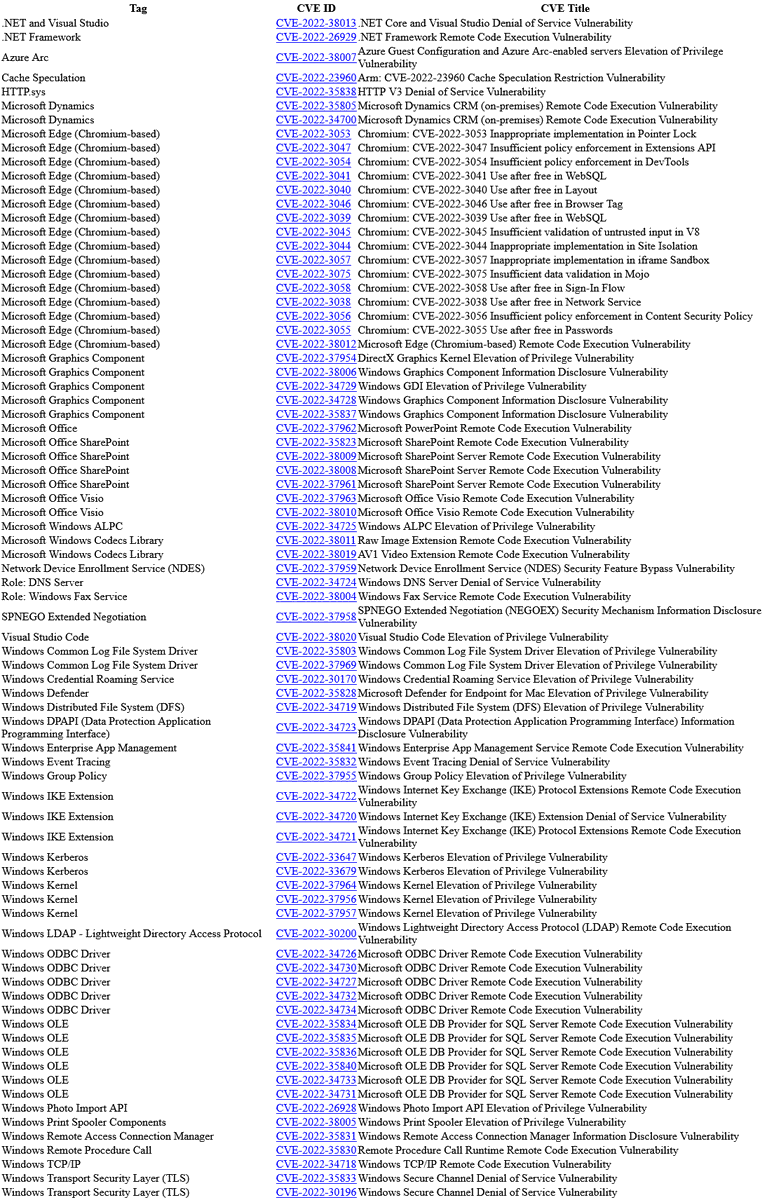 Tag CVE ID CVE Title
.NET and Visual Studio CVE-2022-38013 .NET Core and Visual Studio Denial of Service Vulnerability
.NET Framework CVE-2022-26929 .NET Framework Remote Code Execution Vulnerability
Azure Arc CVE-2022-38007 Azure Guest Configuration and Azure Arc-enabled servers Elevation of Privilege
Vulnerability
Cache Speculation CVE-2022-23960 Arm: CVE-2022-23960 Cache Speculation Restriction Vulnerability
HTTP.sys CVE-2022-35838 HTTP V3 Denial of Service Vulnerability
Microsoft Dynamics CVE-2022-35805 Microsoft Dynamics CRM (on-premises) Remote Code Execution Vulnerability
Microsoft Dynamics CVE-2022-34700 Microsoft Dynamics CRM (on-premises) Remote Code Execution Vulnerability
Microsoft Edge (Chromium-based) CVE-2022-3053 Chromium: CVE-2022-3053 Inappropriate implementation in Pointer Lock
Microsoft Edge (Chromium-based) CVE-2022-3047 Chromium: CVE-2022-3047 Insufficient policy enforcement in Extensions API
Microsoft Edge (Chromium-based) CVE-2022-3054 Chromium: CVE-2022-3054 Insufficient policy enforcement in DevTools
Microsoft Edge (Chromium-based) CVE-2022-3041 Chromium: CVE-2022-3041 Use after free in WebSQL
Microsoft Edge (Chromium-based) CVE-2022-3040 Chromium: CVE-2022-3040 Use after free in Layout
Microsoft Edge (Chromium-based) CVE-2022-3046 Chromium: CVE-2022-3046 Use after free in Browser Tag
Microsoft Edge (Chromium-based) CVE-2022-3039 Chromium: CVE-2022-3039 Use after free in WebSQL
Microsoft Edge (Chromium-based) CVE-2022-3045 Chromium: CVE-2022-3045 Insufficient validation of untrusted input in V8
Microsoft Edge (Chromium-based) CVE-2022-3044 Chromium: CVE-2022-3044 Inappropriate implementation in Site Isolation
Microsoft Edge (Chromium-based) CVE-2022-3057 Chromium: CVE-2022-3057 Inappropriate implementation in iframe Sandbox
Microsoft Edge (Chromium-based) CVE-2022-3075 Chromium: CVE-2022-3075 Insufficient data validation in Mojo
Microsoft Edge (Chromium-based) CVE-2022-3058 Chromium: CVE-2022-3058 Use after free in Sign-In Flow
Microsoft Edge (Chromium-based) CVE-2022-3038 Chromium: CVE-2022-3038 Use after free in Network Service
Microsoft Edge (Chromium-based) CVE-2022-3056 Chromium: CVE-2022-3056 Insufficient policy enforcement in Content Security Policy
Microsoft Edge (Chromium-based) CVE-2022-3055 Chromium: CVE-2022-3055 Use after free in Passwords
Microsoft Edge (Chromium-based) CVE-2022-38012 Microsoft Edge (Chromium-based) Remote Code Execution Vulnerability
Microsoft Graphics Component CVE-2022-37954 DirectX Graphics Kernel Elevation of Privilege Vulnerability
Microsoft Graphics Component CVE-2022-38006 Windows Graphics Component Information Disclosure Vulnerability
Microsoft Graphics Component CVE-2022-34729 Windows GDI Elevation of Privilege Vulnerability
Microsoft Graphics Component CVE-2022-34728 Windows Graphics Component Information Disclosure Vulnerability
Microsoft Graphics Component CVE-2022-35837 Windows Graphics Component Information Disclosure Vulnerability
Microsoft Office CVE-2022-37962 Microsoft PowerPoint Remote Code Execution Vulnerability
Microsoft Office SharePoint CVE-2022-35823 Microsoft SharePoint Remote Code Execution Vulnerability
Microsoft Office SharePoint CVE-2022-38009 Microsoft SharePoint Server Remote Code Execution Vulnerability
Microsoft Office SharePoint CVE-2022-38008 Microsoft SharePoint Server Remote Code Execution Vulnerability
Microsoft Office SharePoint CVE-2022-37961 Microsoft SharePoint Server Remote Code Execution Vulnerability
Microsoft Office Visio CVE-2022-37963 Microsoft Office Visio Remote Code Execution Vulnerability
Microsoft Office Visio CVE-2022-38010 Microsoft Office Visio Remote Code Execution Vulnerability
Microsoft Windows ALPC CVE-2022-34725 Windows ALPC Elevation of Privilege Vulnerability
Microsoft Windows Codecs Library CVE-2022-38011 Raw Image Extension Remote Code Execution Vulnerability
Microsoft Windows Codecs Library CVE-2022-38019 AV1 Video Extension Remote Code Execution Vulnerability
Network Device Enrollment Service (NDES) CVE-2022-37959 Network Device Enrollment Service (NDES) Security Feature Bypass Vulnerability
Role: DNS Server CVE-2022-34724 Windows DNS Server Denial of Service Vulnerability
Role: Windows Fax Service CVE-2022-38004 Windows Fax Service Remote Code Execution Vulnerability
SPNEGO Extended Negotiation CVE-2022-37958 SPNEGO Extended Negotiation (NEGOEX) Security Mechanism Information Disclosure
Vulnerability
Visual Studio Code CVE-2022-38020 Visual Studio Code Elevation of Privilege Vulnerability
Windows Common Log File System Driver CVE-2022-35803 Windows Common Log File System Driver Elevation of Privilege Vulnerability
Windows Common Log File System Driver CVE-2022-37969 Windows Common Log File System Driver Elevation of Privilege Vulnerability
Windows Credential Roaming Service CVE-2022-30170 Windows Credential Roaming Service Elevation of Privilege Vulnerability
Windows Defender CVE-2022-35828 Microsoft Defender for Endpoint for Mac Elevation of Privilege Vulnerability
Windows Distributed File System (DFS) CVE-2022-34719 Windows Distributed File System (DFS) Elevation of Privilege Vulnerability
Windows DPAPI (Data Protection Application
Programming Interface) CVE-2022-34723 Windows DPAPI (Data Protection Application Programming Interface) Information
Disclosure Vulnerability
Windows Enterprise App Management CVE-2022-35841 Windows Enterprise App Management Service Remote Code Execution Vulnerability
Windows Event Tracing CVE-2022-35832 Windows Event Tracing Denial of Service Vulnerability
Windows Group Policy CVE-2022-37955 Windows Group Policy Elevation of Privilege Vulnerability
Windows IKE Extension CVE-2022-34722 Windows Internet Key Exchange (IKE) Protocol Extensions Remote Code Execution
Vulnerability
Windows IKE Extension CVE-2022-34720 Windows Internet Key Exchange (IKE) Extension Denial of Service Vulnerability
Windows IKE Extension CVE-2022-34721 Windows Internet Key Exchange (IKE) Protocol Extensions Remote Code Execution
Vulnerability
Windows Kerberos CVE-2022-33647 Windows Kerberos Elevation of Privilege Vulnerability
Windows Kerberos CVE-2022-33679 Windows Kerberos Elevation of Privilege Vulnerability
Windows Kernel CVE-2022-37964 Windows Kernel Elevation of Privilege Vulnerability
Windows Kernel CVE-2022-37956 Windows Kernel Elevation of Privilege Vulnerability
Windows Kernel CVE-2022-37957 Windows Kernel Elevation of Privilege Vulnerability
Windows LDAP - Lightweight Directory Access Protocol CVE-2022-30200 Windows Lightweight Directory Access Protocol (LDAP) Remote Code Execution
Vulnerability
Windows ODBC Driver CVE-2022-34726 Microsoft ODBC Driver Remote Code Execution Vulnerability
Windows ODBC Driver CVE-2022-34730 Microsoft ODBC Driver Remote Code Execution Vulnerability
Windows ODBC Driver CVE-2022-34727 Microsoft ODBC Driver Remote Code Execution Vulnerability
Windows ODBC Driver CVE-2022-34732 Microsoft ODBC Driver Remote Code Execution Vulnerability
Windows ODBC Driver CVE-2022-34734 Microsoft ODBC Driver Remote Code Execution Vulnerability
Windows OLE CVE-2022-35834 Microsoft OLE DB Provider for SQL Server Remote Code Execution Vulnerability
Windows OLE CVE-2022-35835 Microsoft OLE DB Provider for SQL Server Remote Code Execution Vulnerability
Windows OLE CVE-2022-35836 Microsoft OLE DB Provider for SQL Server Remote Code Execution Vulnerability
Windows OLE CVE-2022-35840 Microsoft OLE DB Provider for SQL Server Remote Code Execution Vulnerability
Windows OLE CVE-2022-34733 Microsoft OLE DB Provider for SQL Server Remote Code Execution Vulnerability
Windows OLE CVE-2022-34731 Microsoft OLE DB Provider for SQL Server Remote Code Execution Vulnerability
Windows Photo Import API CVE-2022-26928 Windows Photo Import API Elevation of Privilege Vulnerability
Windows Print Spooler Components CVE-2022-38005 Windows Print Spooler Elevation of Privilege Vulnerability
Windows Remote Access Connection Manager CVE-2022-35831 Windows Remote Access Connection Manager Information Disclosure Vulnerability
Windows Remote Procedure Call CVE-2022-35830 Remote Procedure Call Runtime Remote Code Execution Vulnerability
Windows TCP/IP CVE-2022-34718 Windows TCP/IP Remote Code Execution Vulnerability
Windows Transport Security Layer (TLS) CVE-2022-35833 Windows Secure Channel Denial of Service Vulnerability
Windows Transport Security Layer (TLS) CVE-2022-30196 Windows Secure Channel Denial of Service Vulnerability